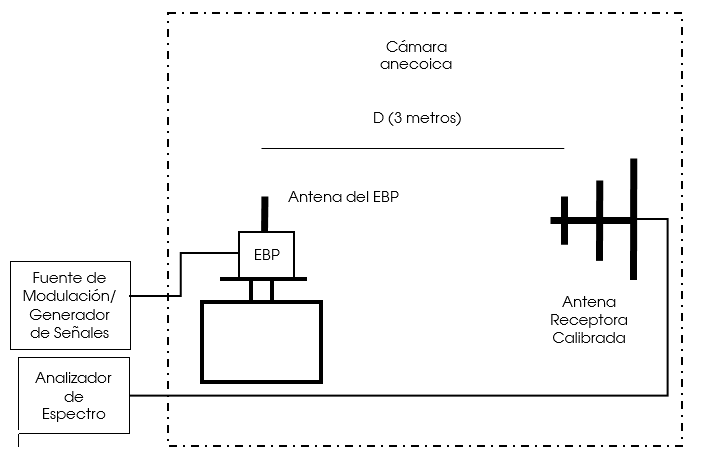 Cámara
anecoica
D (3 metros)
Antena del EBP
EBP
Fuente de
Modulación/
Generador
de Señales
Antena
Receptora
Calibrada
Analizador
de
Espectro